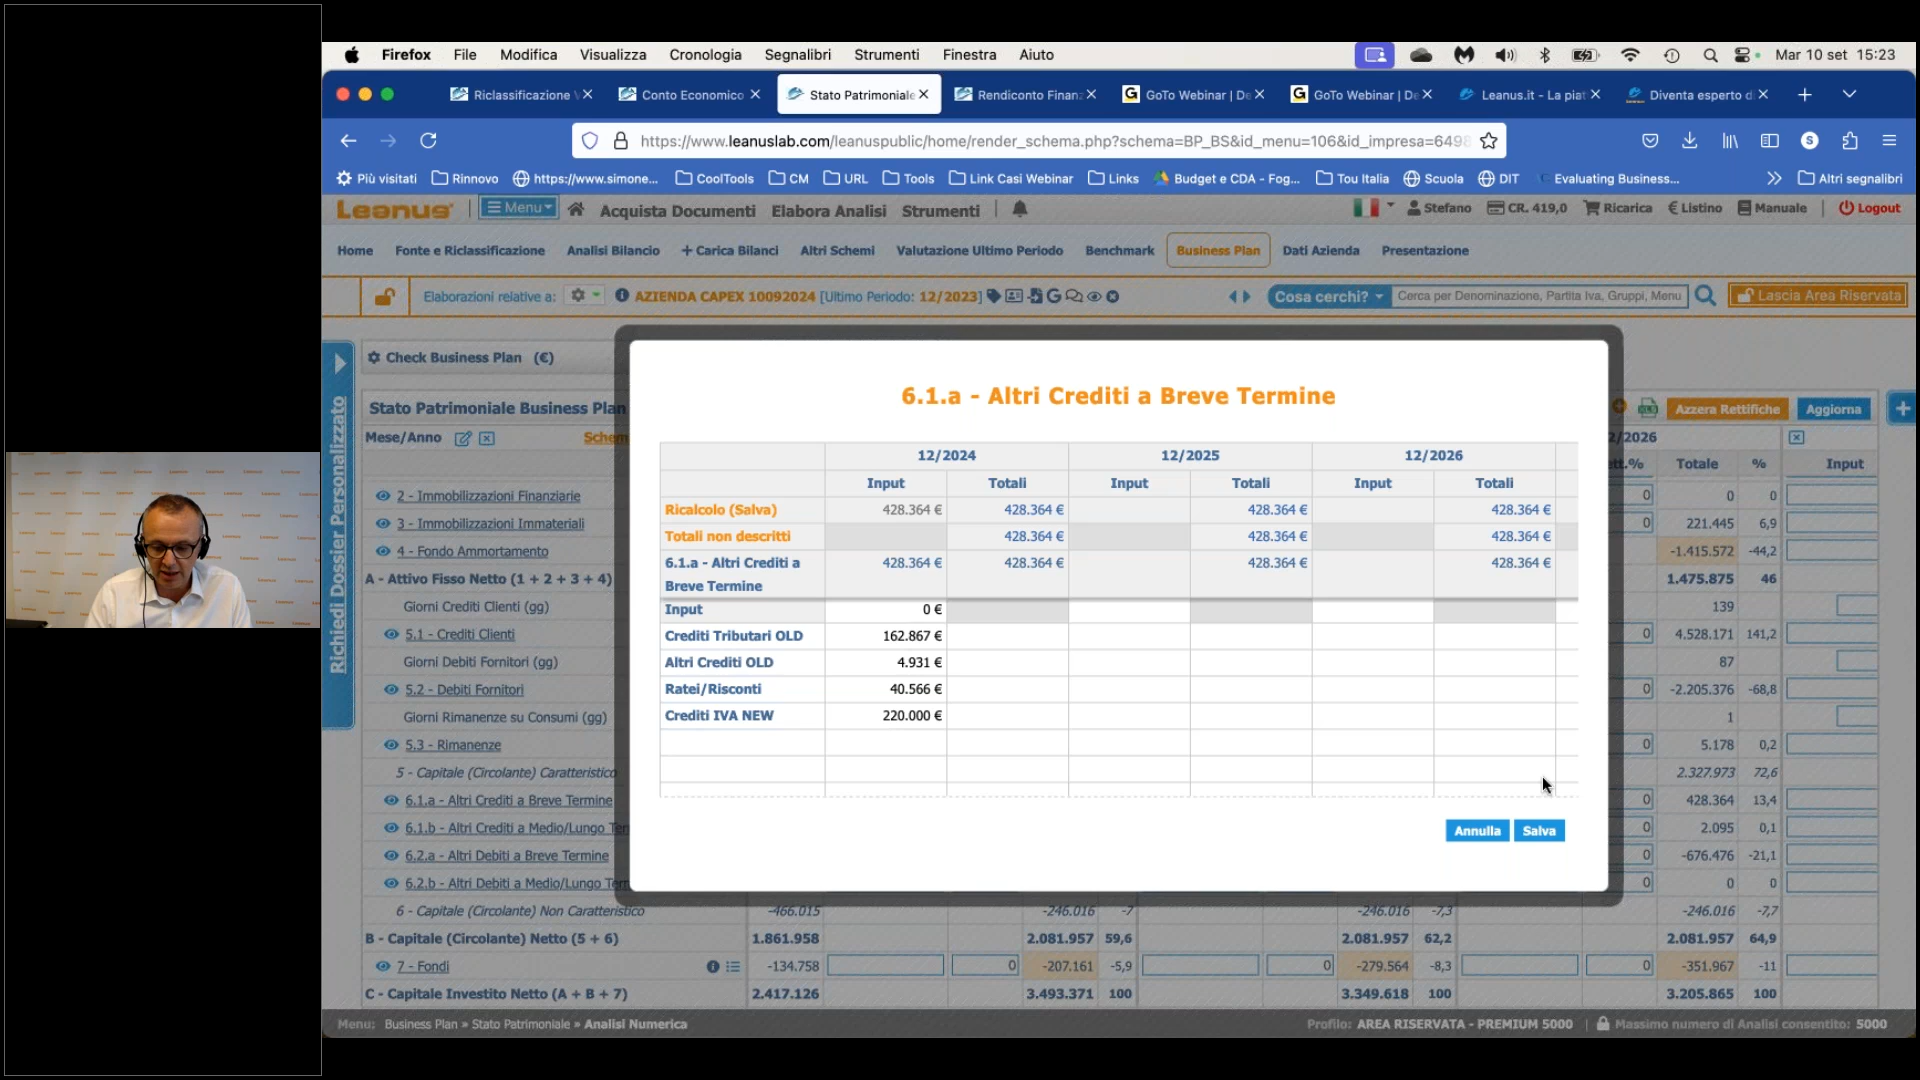 Firefox File Modifica Visualizza Cronologia Segnalibri Strumenti Finestra Aiuto Mar 10 set 15:23
Riclassificazione Conto Economico Stato Patrimoniale Rendiconto Finan GoTo Webinar | De GoTo Webinar | De Leanus.it - La piat Diventa esperto d
https://www.leanuslab.com/leanuspublic/home/render_schema.php?schema=BP_BS&id_menu=106&id_impresa=6498
Più visitati Rinnovo https://www.simone... CoolTools CM URL Tools Link Casi Webinar Links Budget e CDA - Fog... Tou Italia Scuola DIT Evaluating Business... Altri segnalibri
Leanus Menu Acquista Documenti Elabora Analisi Strumenti Stefano CR. 419,0 Ricarica € Listino Manuale Logout
Home Fonte e Riclassificazione Analisi Bilancio + Carica Bilanci Altri Schemi Valutazione Ultimo Periodo Benchmark Business Plan Dati Azienda Presentazione
Elaborazioni relative a: AZIENDA CAPEX 10092024 [Ultimo Periodo: 12/2023] Cosa cerchi? Cerca per Denominazione, Partita Iva, Gruppi, Menu Lascia Area Riservata
Richiedi Dossier Personalizzato
Check Business Plan (€)
6.1.a - Altri Crediti a Breve Termine
Stato Patrimoniale Business Plan Azzera Rettifiche Aggiorna
Mese/Anno Schem 2/2026
12/2024 12/2025 12/2026
Input Totali Input Totali Input Totali
ett.% Totale % Input
Ricalcolo (Salva) 428.364 € 428.364 € 428.364 € 428.364 €
Totali non descritti 428.364 € 428.364 € 428.364 €
6.1.a - Altri Crediti a Breve Termine 428.364 € 428.364 € 428.364 € 428.364 €
Input 0 €
Crediti Tributari OLD 162.867 €
Altri Crediti OLD 4.931 €
Ratei/Risconti 40.566 €
Crediti IVA NEW 220.000 €
Annulla Salva
2 - Immobilizzazioni Finanziarie 0 0 0
3 - Immobilizzazioni Immateriali 0 221.445 6,9
4 - Fondo Ammortamento -1.415.572 -44,2
A - Attivo Fisso Netto (1 + 2 + 3 + 4) 1.475.875 46
Giorni Crediti Clienti (gg) 139
5.1 - Crediti Clienti 0 4.528.171 141,2
Giorni Debiti Fornitori (gg) 87
5.2 - Debiti Fornitori 0 -2.205.376 -68,8
Giorni Rimanenze su Consumi (gg) 1
5.3 - Rimanenze 0 5.178 0,2
5 - Capitale (Circolante) Caratteristico 2.327.973 72,6
6.1.a - Altri Crediti a Breve Termine 0 428.364 13,4
6.1.b - Altri Crediti a Medio/Lungo Ter 0 2.095 0,1
6.2.a - Altri Debiti a Breve Termine 0 -676.476 -21,1
6.2.b - Altri Debiti a Medio/Lungo Term 0 0 0
6 - Capitale (Circolante) Non Caratteristico -466.015 -246.016 -7 -246.016 -7,3 -246.016 -7,7
B - Capitale (Circolante) Netto (5 + 6) 1.861.958 2.081.957 59,6 2.081.957 62,2 2.081.957 64,9
7 - Fondi -134.758 0 -207.161 -5,9 0 -279.564 -8,3 0 -351.967 -11
C - Capitale Investito Netto (A + B + 7) 2.417.126 3.493.371 100 3.349.618 100 3.205.865 100
Menu: Business Plan » Stato Patrimoniale » Analisi Numerica Profilo: AREA RISERVATA - PREMIUM 5000 | Massimo numero di Analisi consentito: 5000